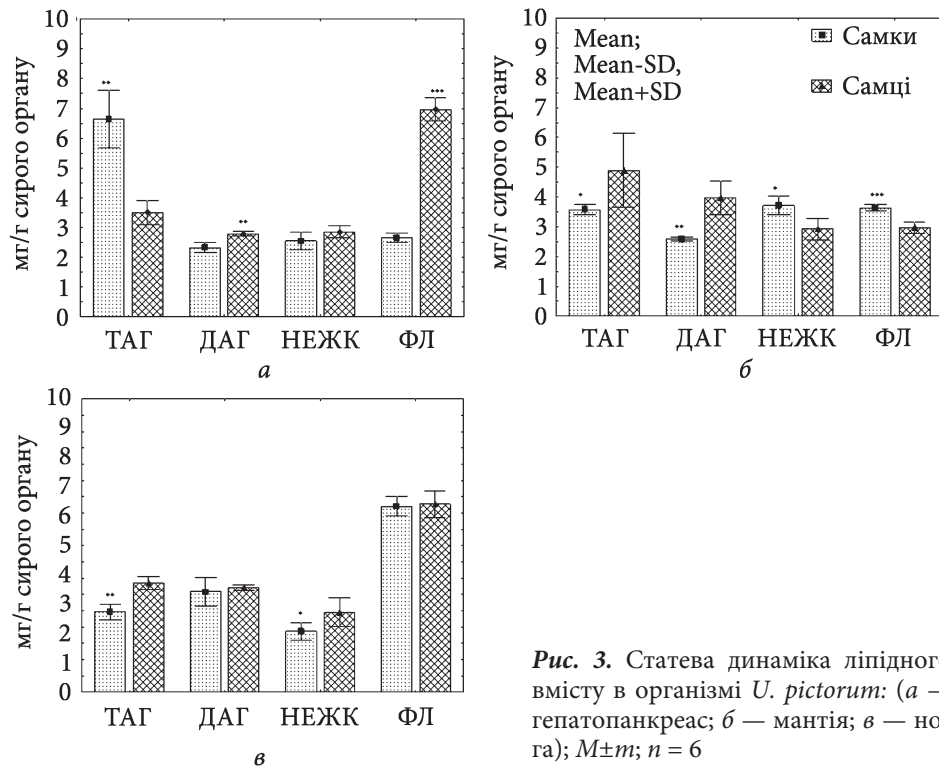 10
9
8
7
6
5
4
3
2
1
0
мг/г сирого органу
ТАГ ДАГ НЕЖК ФЛ
а
10
9
8
7
6
5
4
3
2
1
0
мг/г сирого органу
Mean;
Mean-SD,
Mean+SD
Самки
Самці
ТАГ ДАГ НЕЖК ФЛ
б
10
9
8
7
6
5
4
3
2
1
0
мг/г сирого органу
ТАГ ДАГ НЕЖК ФЛ
в
Рис. 3. Статева динаміка ліпідного
вмісту в організмі U. pictorum: (а —
гепатопанкреас; б — мантія; в — но
га); M±m; n = 6